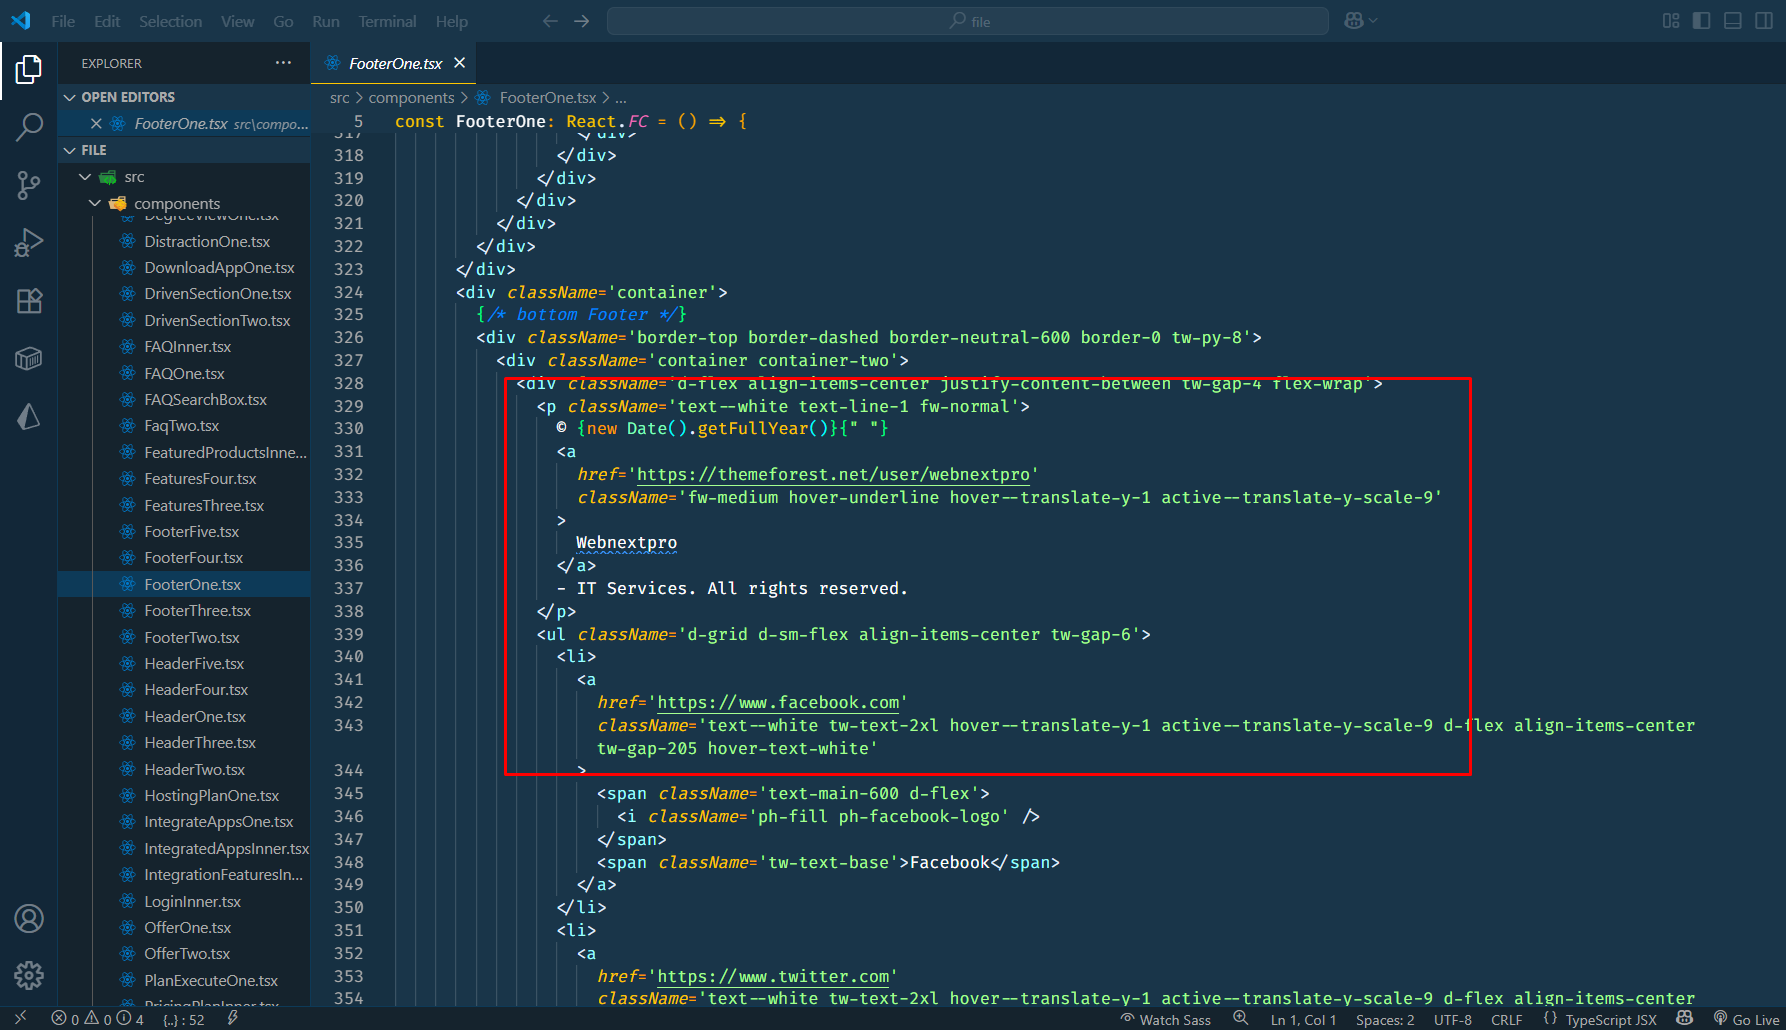 File Edit Selection View Go Run Terminal Help
file
EXPLORER
FooterOne.tsx
OPEN EDITORS
FooterOne.tsx src\compo...
FILE
src
components
DegreeViewOne.tsx
DistractionOne.tsx
DownloadAppOne.tsx
DrivenSectionOne.tsx
DrivenSectionTwo.tsx
FAQInner.tsx
FAQOne.tsx
FAQSearchBox.tsx
FaqTwo.tsx
FeaturedProductsInne...
FeaturesFour.tsx
FeaturesThree.tsx
FooterFive.tsx
FooterFour.tsx
FooterOne.tsx
FooterThree.tsx
FooterTwo.tsx
HeaderFive.tsx
HeaderFour.tsx
HeaderOne.tsx
HeaderThree.tsx
HeaderTwo.tsx
HostingPlanOne.tsx
IntegrateAppsOne.tsx
IntegratedAppsInner.tsx
IntegrationFeaturesIn...
LoginInner.tsx
OfferOne.tsx
OfferTwo.tsx
PlanExecuteOne.tsx
PricingPlanInner.tsx
src > components > FooterOne.tsx > ...
5 const FooterOne: React.FC = () => {
317 </div>
318 </div>
319 </div>
320 </div>
321 </div>
322 </div>
323 </div>
324 <div className='container'>
325 {/* bottom Footer */}
326 <div className='border-top border-dashed border-neutral-600 border-0 tw-py-8'>
327 <div className='container container-two'>
328 <div className='d-flex align-items-center justify-content-between tw-gap-4 flex-wrap'>
329 <p className='text--white text-line-1 fw-normal'>
330 © {new Date().getFullYear()}{" "}
331 <a
332 href='https://themeforest.net/user/webnextpro'
333 className='fw-medium hover-underline hover--translate-y-1 active--translate-y-scale-9'
334 >
335 Webnextpro
336 </a>
337 - IT Services. All rights reserved.
338 </p>
339 <ul className='d-grid d-sm-flex align-items-center tw-gap-6'>
340 <li>
341 <a
342 href='https://www.facebook.com'
343 className='text--white tw-text-2xl hover--translate-y-1 active--translate-y-scale-9 d-flex align-items-center
tw-gap-205 hover-text-white'
344 >
345 <span className='text-main-600 d-flex'>
346 <i className='ph-fill ph-facebook-logo' />
347 </span>
348 <span className='tw-text-base'>Facebook</span>
349 </a>
350 </li>
351 <li>
352 <a
353 href='https://www.twitter.com'
354 className='text--white tw-text-2xl hover--translate-y-1 active--translate-y-scale-9 d-flex align-items-center
0 0 4 {..} : 52
Watch Sass Ln 1, Col 1 Spaces: 2 UTF-8 CRLF {} TypeScript JSX Go Live